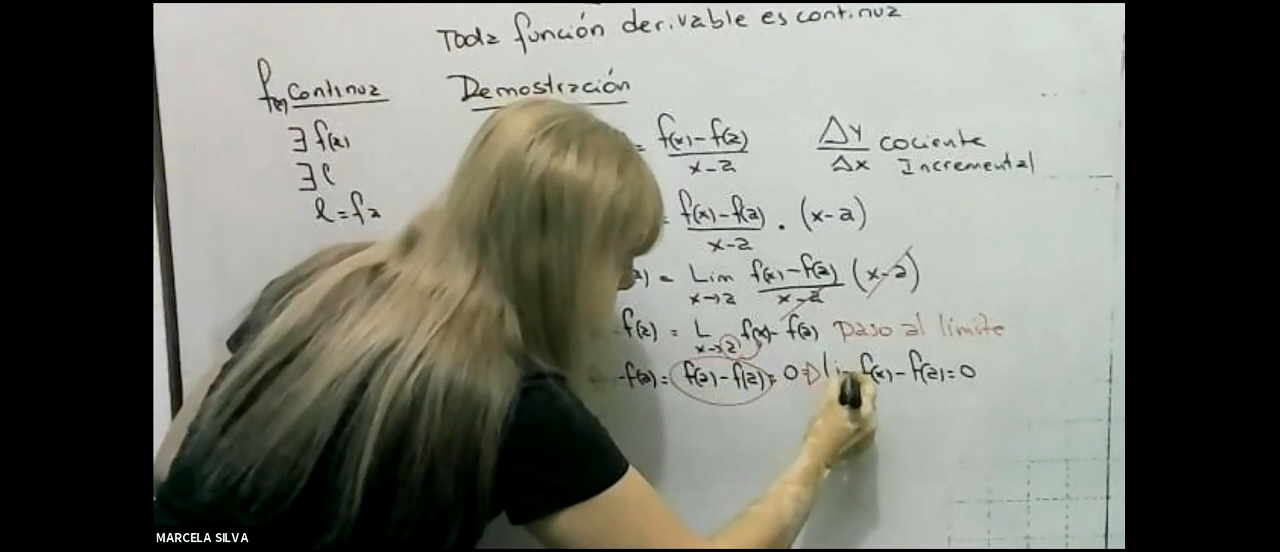 Toda función derivable es continua
f(x) Continua
Demostración
∃ f(a)
∃ l
l = fa
= f(x) - f(a) / x - a
Δy / Δx cociente Incremental
= f(x) - f(a) / x - a . (x - a)
a) = Lim x→a f(x) - f(a) / x - a (x - a)
- f(a) = L x→a f(x) - f(a) paso al límite
- f(a) = f(a) - f(a) = 0 ⇒ f(x) - f(a) = 0
MARCELA SILVA